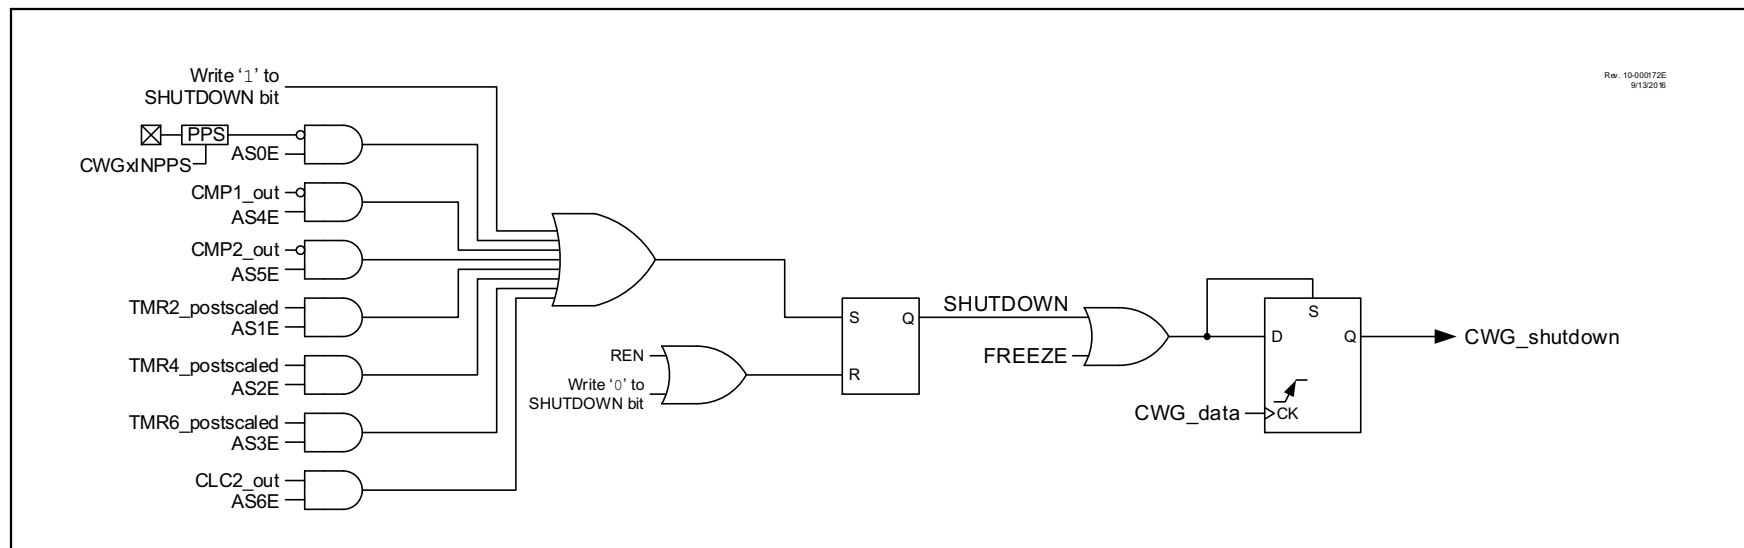 Write ‘1’ to
SHUTDOWN bit
Rev. 10-000172E
9/13/2016
PPS
AS0E
CWGxINPPS
CMP1_out
AS4E
CMP2_out
AS5E
TMR2_postscaled
AS1E
TMR4_postscaled
AS2E
TMR6_postscaled
AS3E
CLC2_out
AS6E
REN
Write ‘0’ to
SHUTDOWN bit
S
Q
R
SHUTDOWN
FREEZE
S
D
Q
CWG_data
CK
CWG_shutdown